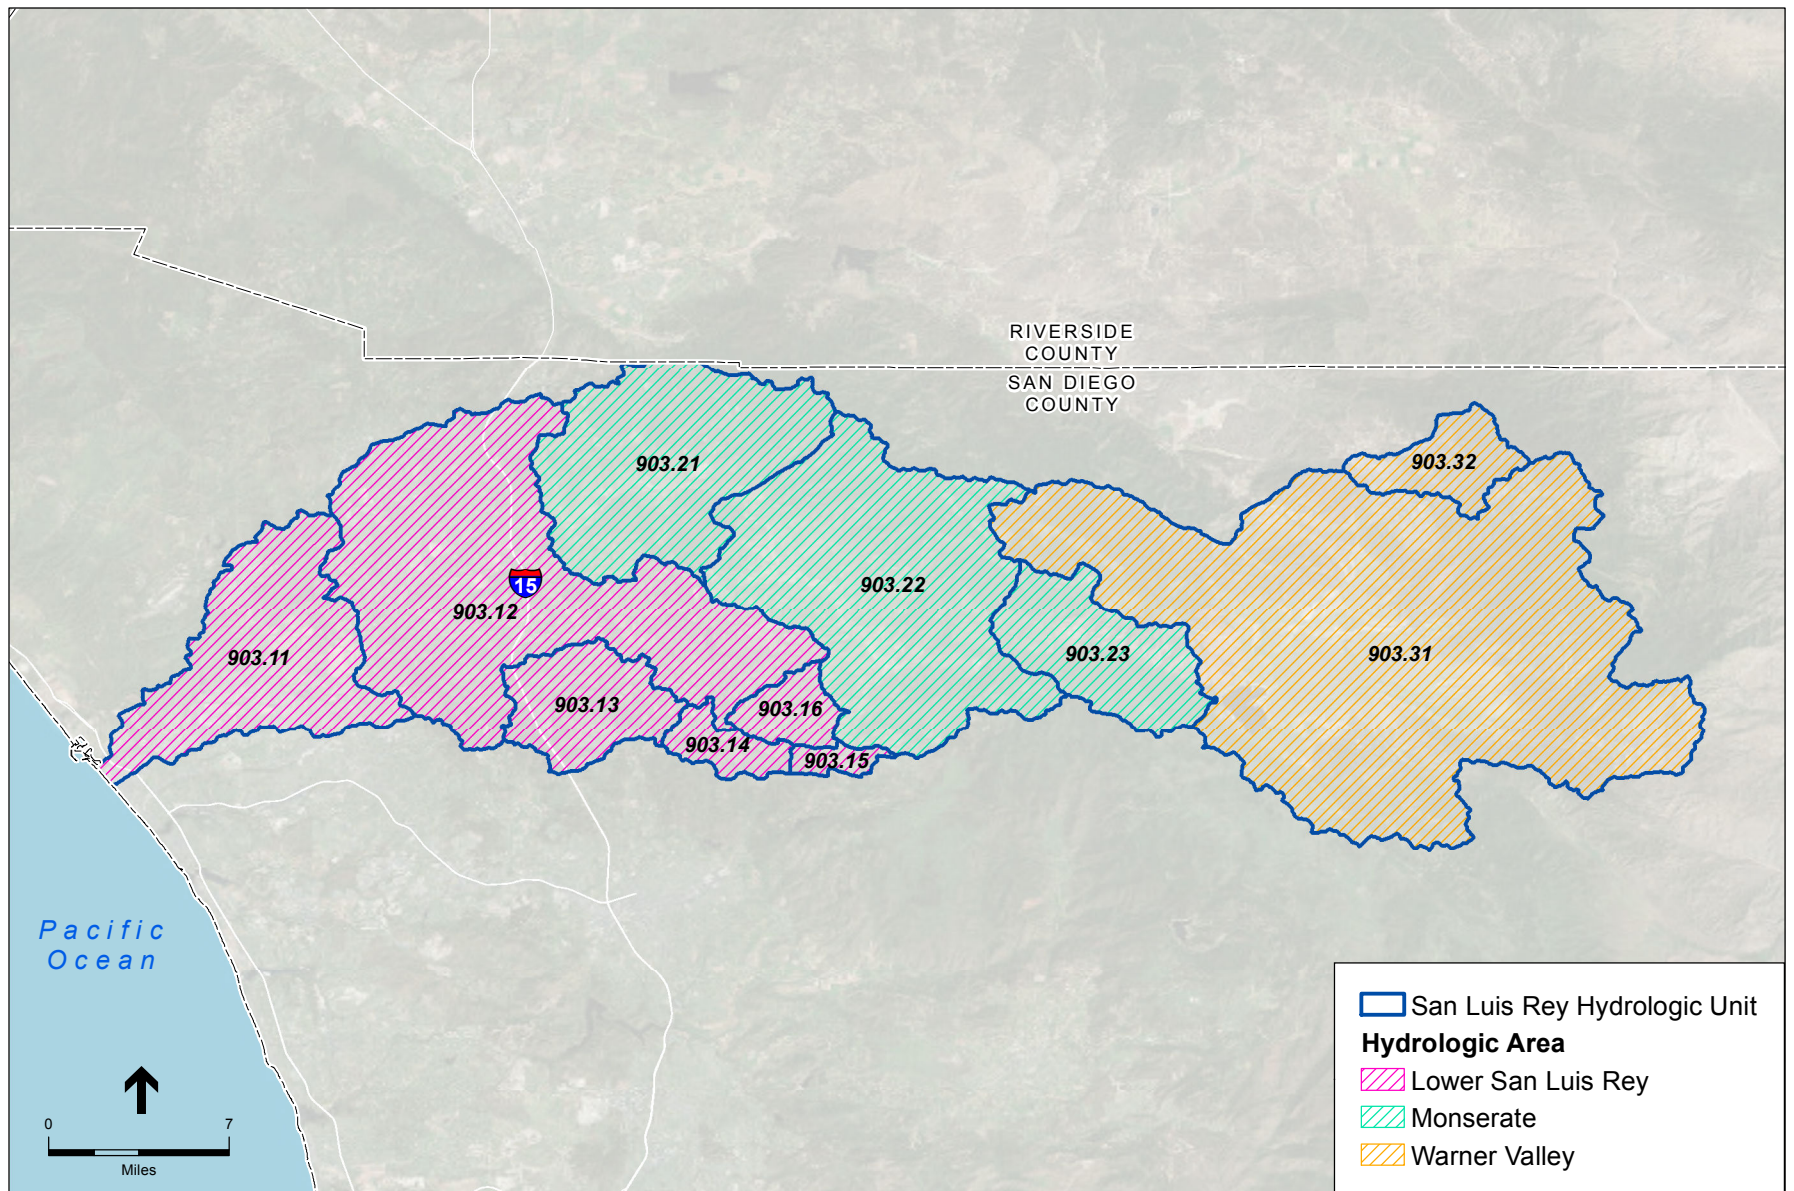 RIVERSIDE
COUNTY
SAN DIEGO
COUNTY
903.21
903.32
903.22
15
903.12
903.11
903.23
903.31
903.13
903.16
903.14
903.15
Pacific
Ocean
0 7
Miles
San Luis Rey Hydrologic Unit
Hydrologic Area
Lower San Luis Rey
Monserate
Warner Valley